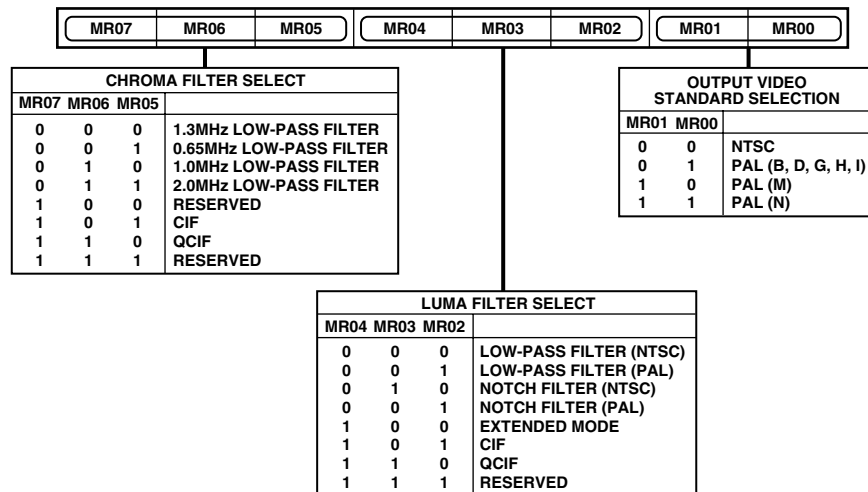 MR07 MR06 MR05 MR04 MR03 MR02 MR01 MR00
CHROMA FILTER SELECT
MR07 MR06 MR05
0 0 0 1.3MHz LOW-PASS FILTER
0 0 1 0.65MHz LOW-PASS FILTER
0 1 0 1.0MHz LOW-PASS FILTER
0 1 1 2.0MHz LOW-PASS FILTER
1 0 0 RESERVED
1 0 1 CIF
1 1 0 QCIF
1 1 1 RESERVED
OUTPUT VIDEO
STANDARD SELECTION
MR01 MR00
0 0 NTSC
0 1 PAL (B, D, G, H, I)
1 0 PAL (M)
1 1 PAL (N)
LUMA FILTER SELECT
MR04 MR03 MR02
0 0 0 LOW-PASS FILTER (NTSC)
0 0 1 LOW-PASS FILTER (PAL)
0 1 0 NOTCH FILTER (NTSC)
0 0 1 NOTCH FILTER (PAL)
1 0 0 EXTENDED MODE
1 0 1 CIF
1 1 0 QCIF
1 1 1 RESERVED